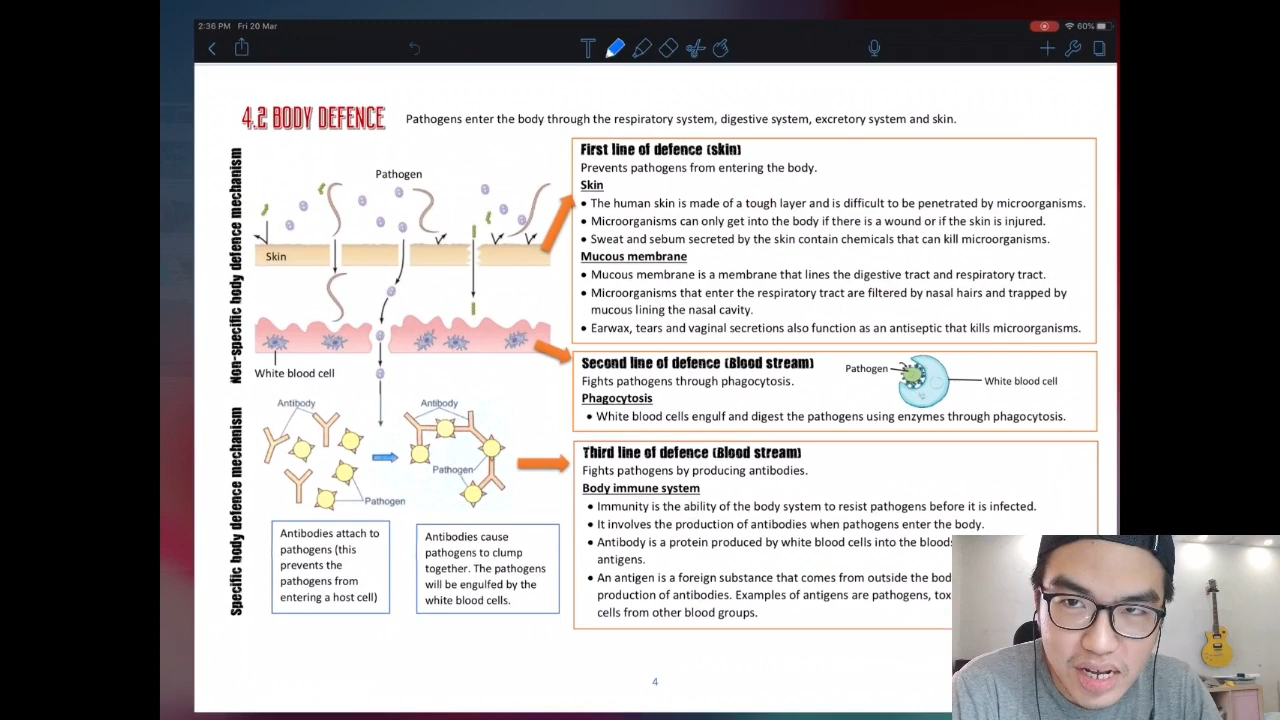 2:36 PM Fri 20 Mar
60%
4.2 BODY DEFENCE
Pathogens enter the body through the respiratory system, digestive system, excretory system and skin.
Non-specific body defence mechanism
Pathogen
Skin
White blood cell
First line of defence (skin)
Prevents pathogens from entering the body.
Skin
• The human skin is made of a tough layer and is difficult to be penetrated by microorganisms.
• Microorganisms can only get into the body if there is a wound or if the skin is injured.
• Sweat and sebum secreted by the skin contain chemicals that can kill microorganisms.
Mucous membrane
• Mucous membrane is a membrane that lines the digestive tract and respiratory tract.
• Microorganisms that enter the respiratory tract are filtered by nasal hairs and trapped by
mucous lining the nasal cavity.
• Earwax, tears and vaginal secretions also function as an antiseptic that kills microorganisms.
Second line of defence (Blood stream)
Fights pathogens through phagocytosis.
Phagocytosis
• White blood cells engulf and digest the pathogens using enzymes through phagocytosis.
Pathogen
White blood cell
Specific body defence mechanism
Antibody
Pathogen
Antibody
Pathogen
Antibodies attach to
pathogens (this
prevents the
pathogens from
entering a host cell)
Antibodies cause
pathogens to clump
together. The pathogens
will be engulfed by the
white blood cells.
Third line of defence (Blood stream)
Fights pathogens by producing antibodies.
Body immune system
• Immunity is the ability of the body system to resist pathogens before it is infected.
• It involves the production of antibodies when pathogens enter the body.
• Antibody is a protein produced by white blood cells into the
antigens.
• An antigen is a foreign substance that comes from outside the
production of antibodies. Examples of antigens are pathogens,
cells from other blood groups.
4